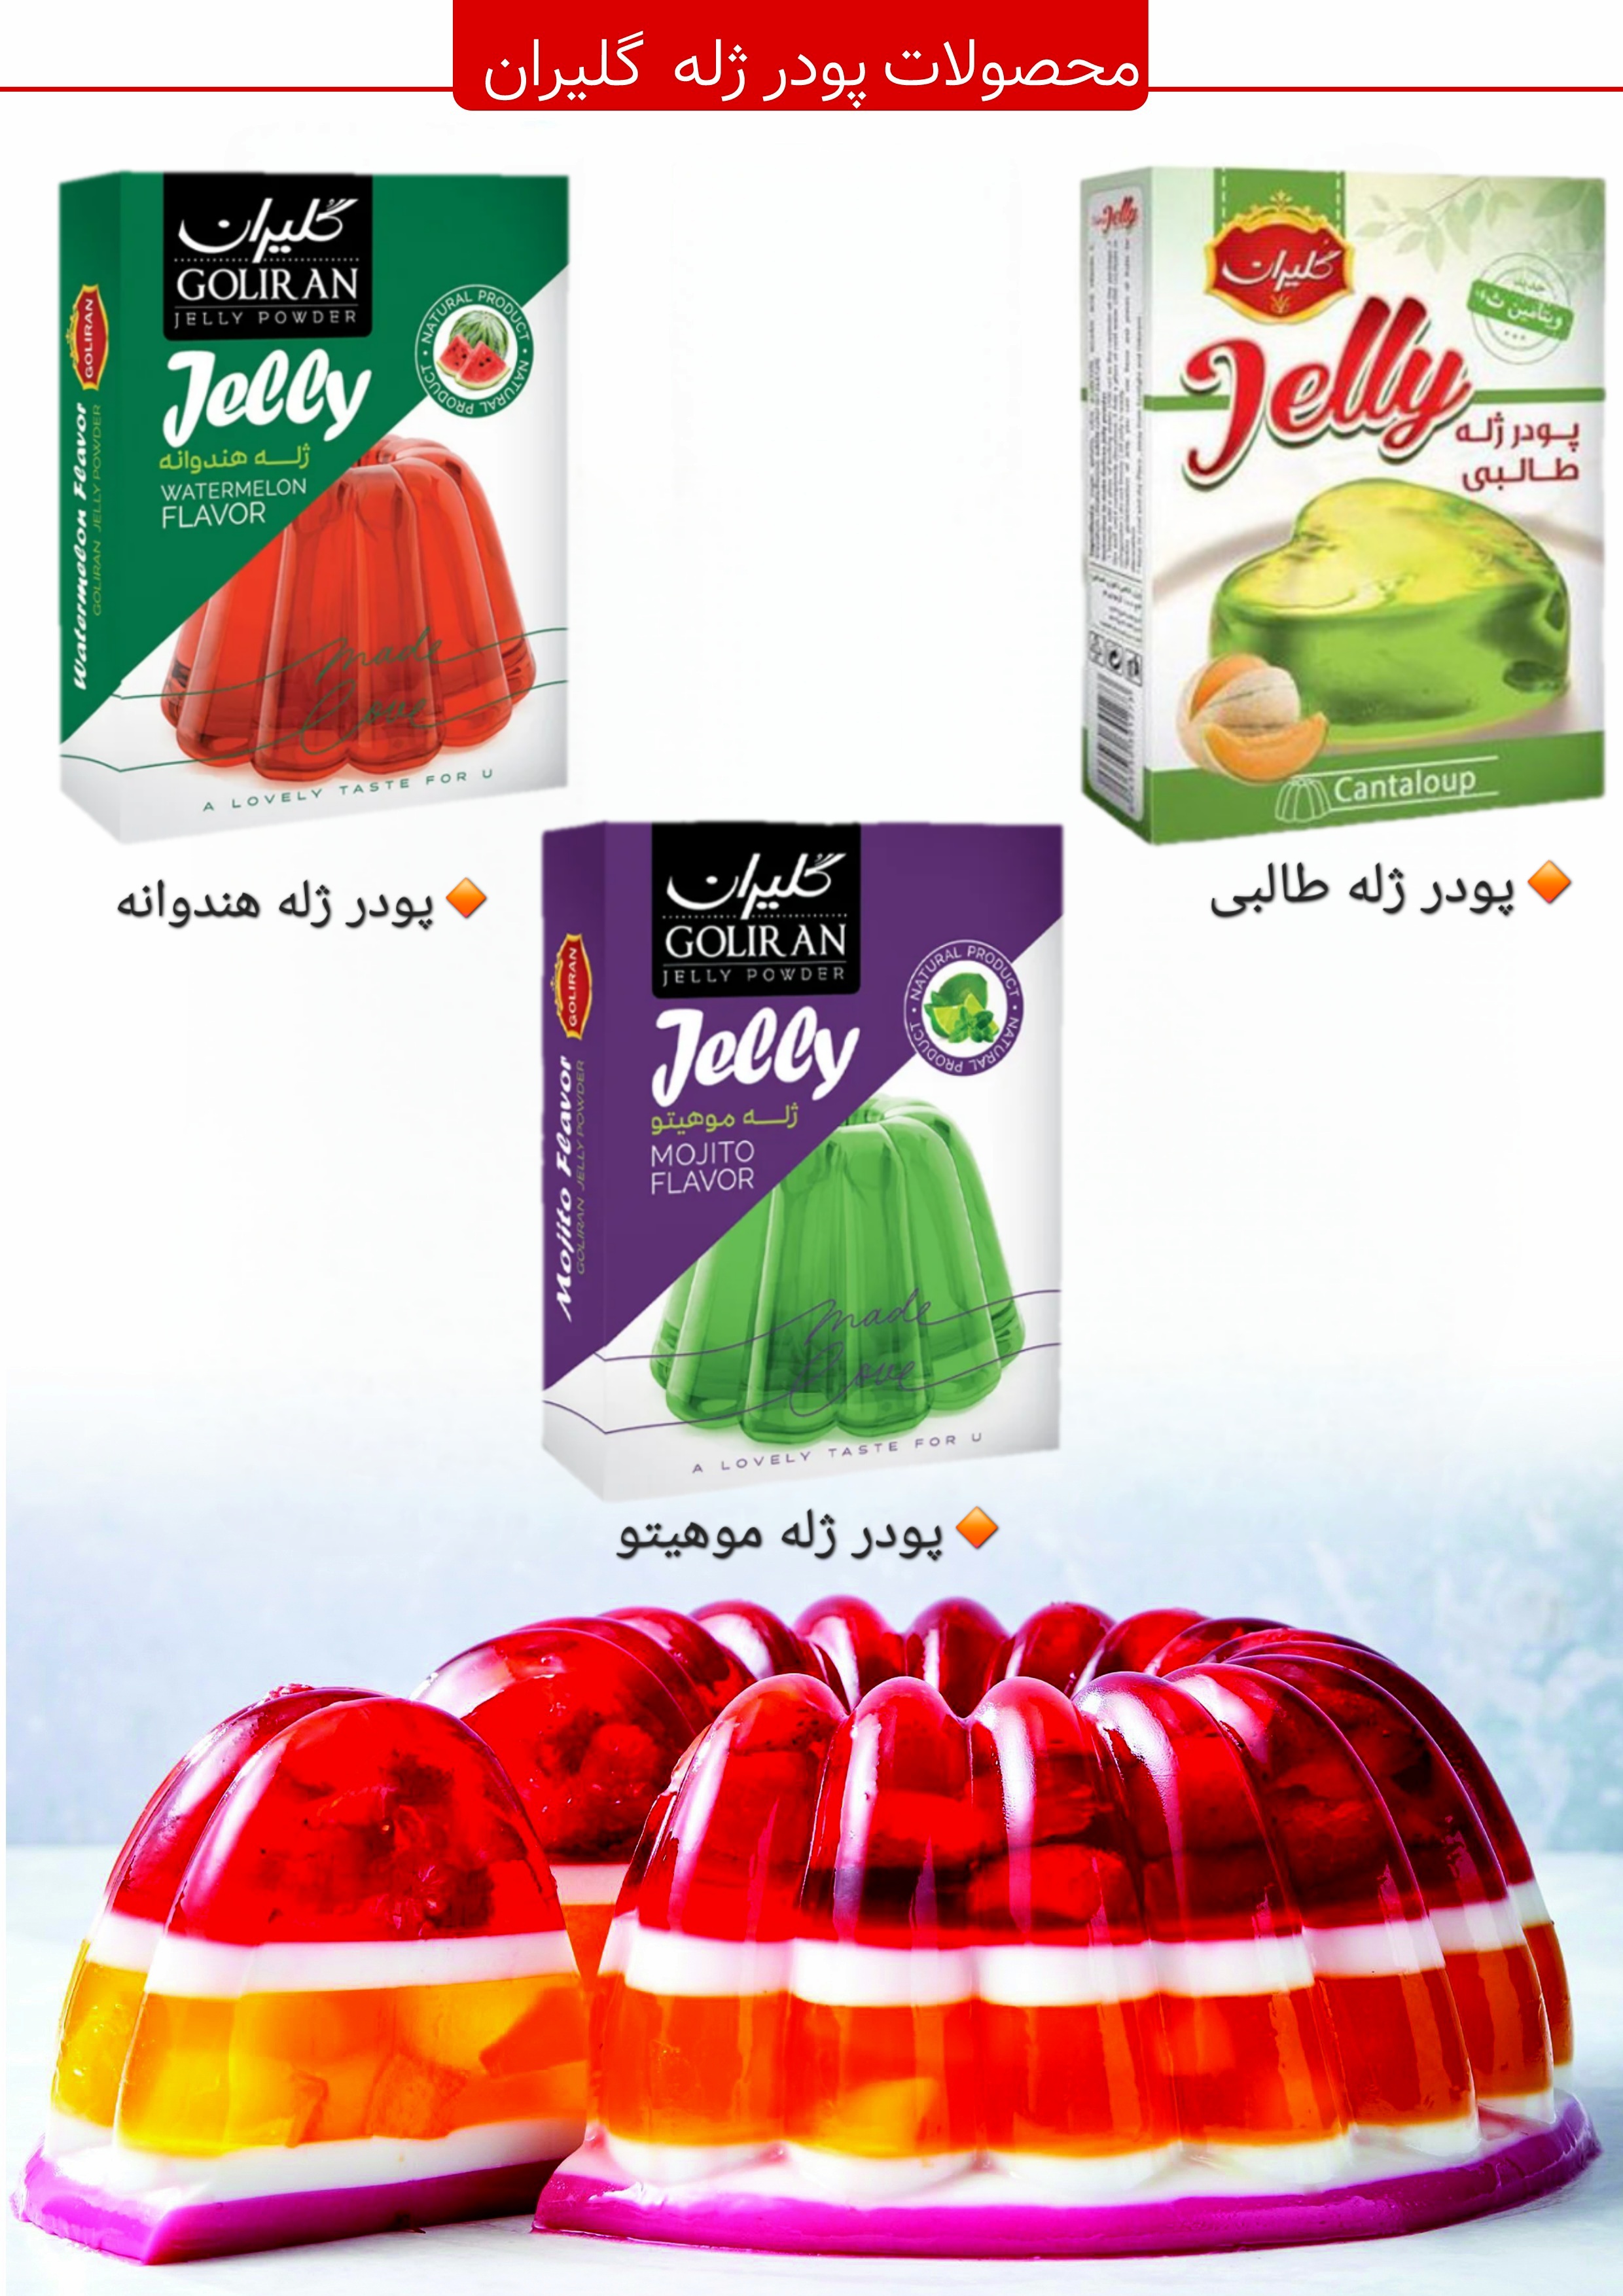 محصولات پودر ژله گلیران
گلیران
GOLIRAN
JELLY POWDER
Jelly
ژله هندوانه
WATERMELON
FLAVOR
NATURAL PRODUCT • NATURAL PRODUCT •
GOLIRAN
Watermelon Flavor
GOLIRAN JELLY POWDER
made
Love
A LOVELY TASTE FOR U
پودر ژله هندوانه
گلیران
جدید
ویتامین ث+
Jelly
Jelly
پودر ژله
طالبی
Cantaloup
پودر ژله طالبی
گلیران
GOLIRAN
JELLY POWDER
Jelly
ژله موهیتو
MOJITO
FLAVOR
NATURAL PRODUCT • NATURAL PRODUCT •
GOLIRAN
Mojito Flavor
GOLIRAN JELLY POWDER
made
Love
A LOVELY TASTE FOR U
پودر ژله موهیتو